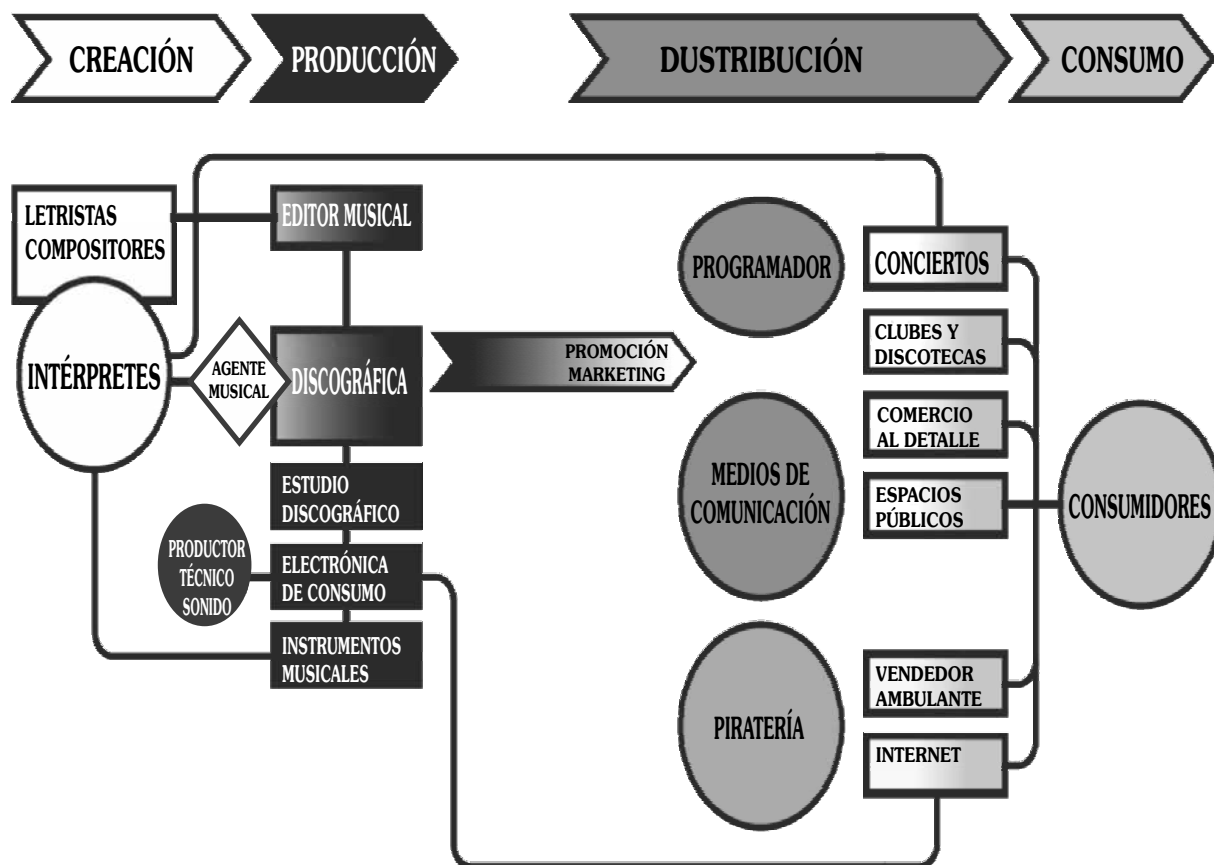 CREACIÓN
PRODUCCIÓN
DUSTRIBUCIÓN
CONSUMO
LETRISTAS
COMPOSITORES
INTÉRPRETES
AGENTE
MUSICAL
EDITOR MUSICAL
DISCOGRÁFICA
ESTUDIO
DISCOGRÁFICO
PRODUCTOR
TÉCNICO
SONIDO
ELECTRÓNICA
DE CONSUMO
INSTRUMENTOS
MUSICALES
PROMOCIÓN
MARKETING
PROGRAMADOR
MEDIOS DE
COMUNICACIÓN
PIRATERÍA
CONCIERTOS
CLUBES Y
DISCOTECAS
COMERCIO
AL DETALLE
ESPACIOS
PÚBLICOS
VENDEDOR
AMBULANTE
INTERNET
CONSUMIDORES